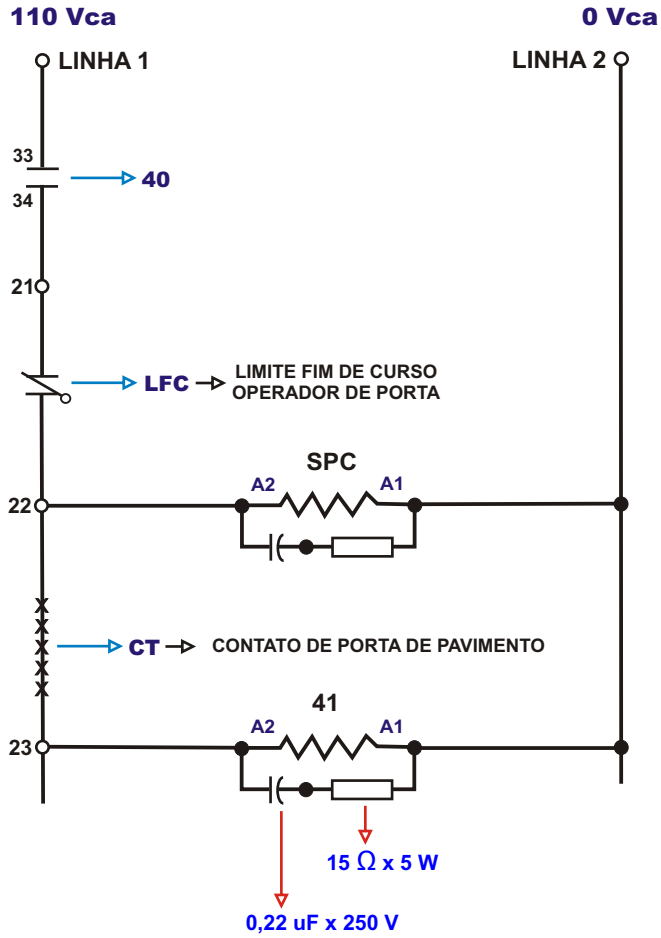 110 Vca
0 Vca
LINHA 1
LINHA 2
33
40
34
21
LFC
LIMITE FIM DE CURSO
OPERADOR DE PORTA
SPC
A2
A1
22
CT
CONTATO DE PORTA DE PAVIMENTO
41
A2
A1
23
15 Ω x 5 W
0,22 uF x 250 V